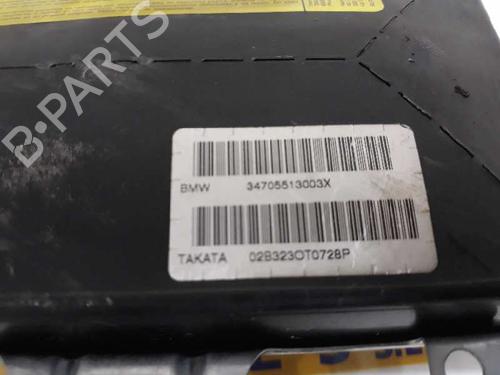 B-PARTS
BMW 34705513003X
TAKATA 02B323OT0728P